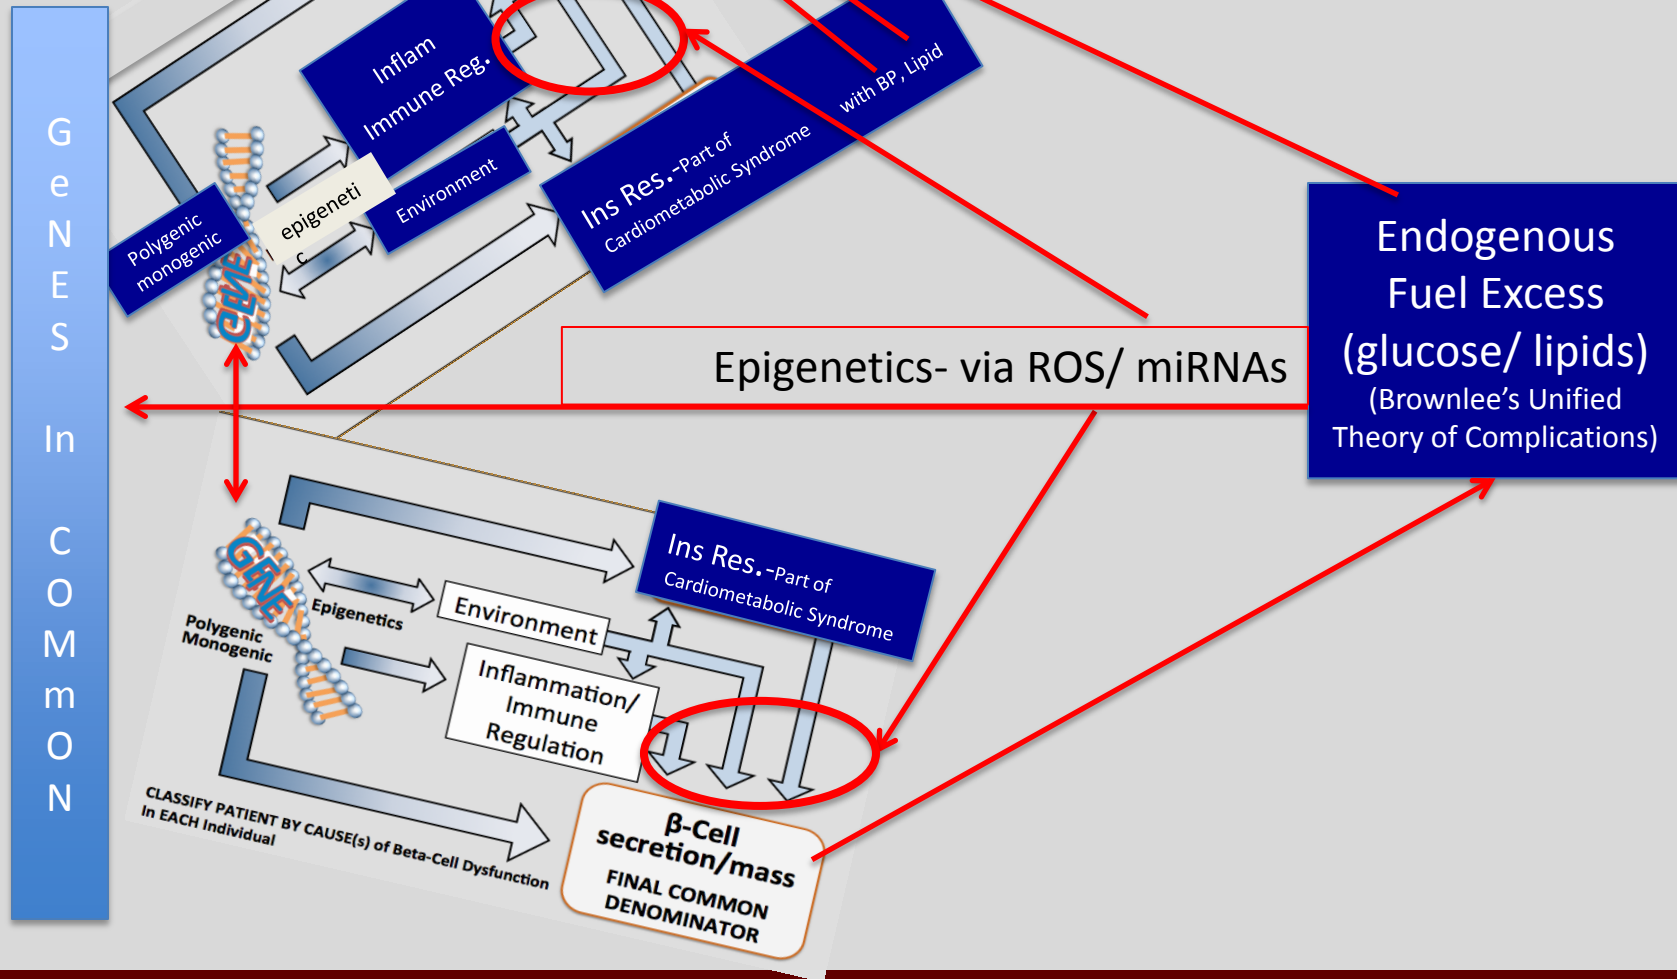 G
e
N
E
S
In
C
O
M
m
O
N
Inflam
Immune Reg.
with BP, Lipid
Ins Res.-Part of
Cardiometabolic Syndrome
Environment
epigeneti
c
Polygenic
monogenic
GENE
Endogenous
Fuel Excess
(glucose/ lipids)
(Brownlee’s Unified
Theory of Complications)
Epigenetics- via ROS/ miRNAs
Ins Res.-Part of
Cardiometabolic Syndrome
GENE
Epigenetics
Environment
Polygenic
Monogenic
Inflammation/
Immune
Regulation
CLASSIFY PATIENT BY CAUSE(s) of Beta-Cell Dysfunction
In EACH Individual
β-Cell
secretion/mass
FINAL COMMON
DENOMINATOR